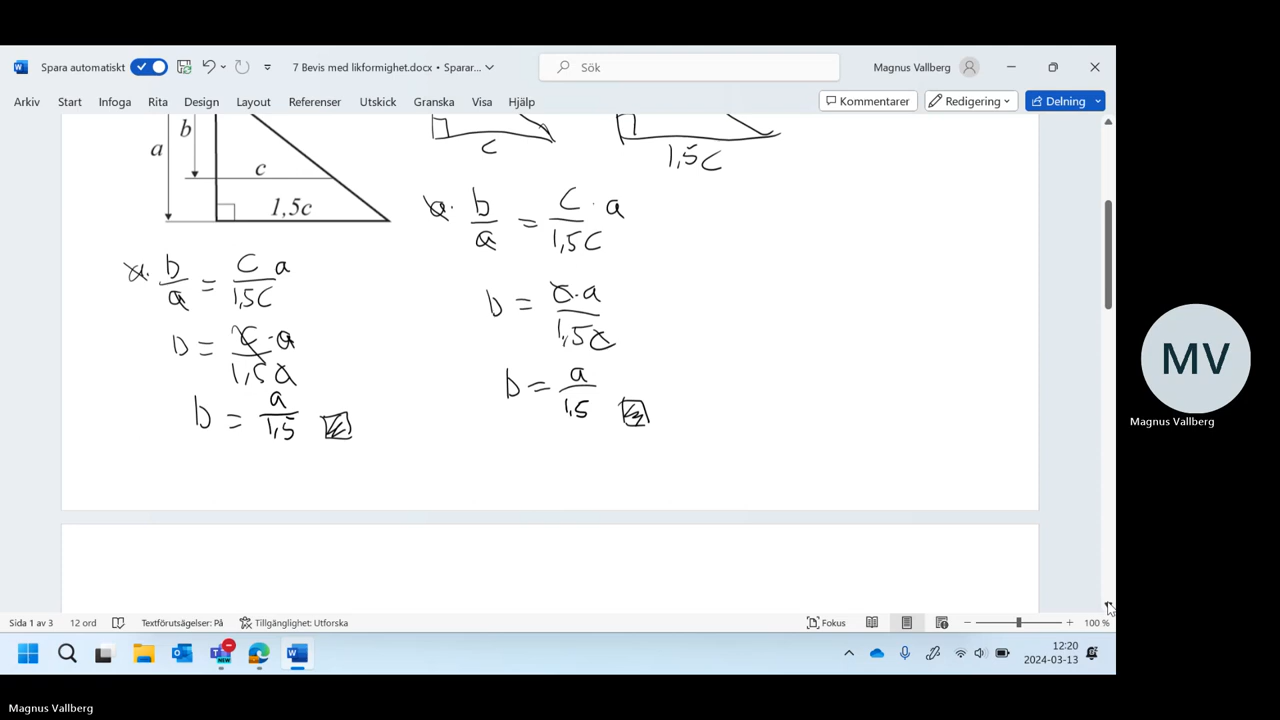 Spara automatiskt 7 Bevis med likformighet.docx • Sparar... Sök Magnus Vallberg
Arkiv Start Infoga Rita Design Layout Referenser Utskick Granska Visa Hjälp Kommentarer Redigering Delning
b
a
c
1,5c
c
1,5c
a· b/a = c/1,5c · a
b = c·a/1,5c
b = a/1,5
a· b/a = c/1,5c a
b = c·a/1,5c
b = a/1,5
MV
Magnus Vallberg
Sida 1 av 3 12 ord Textförutsägelser: På Tillgänglighet: Utforska Fokus 100 %
NEW
12:20
2024-03-13
Magnus Vallberg